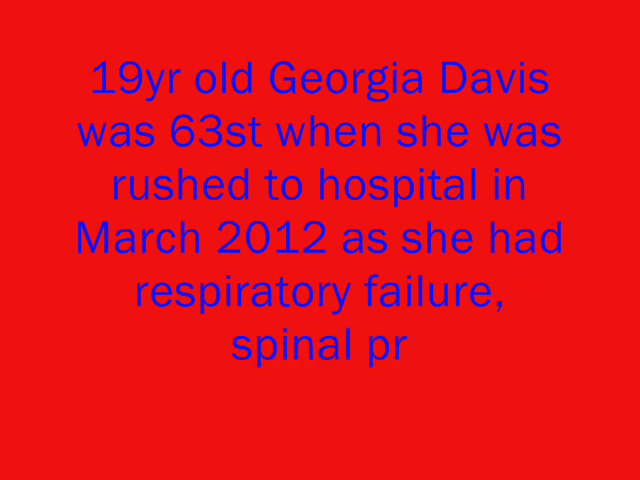 19yr old Georgia Davis
was 63st when she was
rushed to hospital in
March 2012 as she had
respiratory failure,
spinal pr